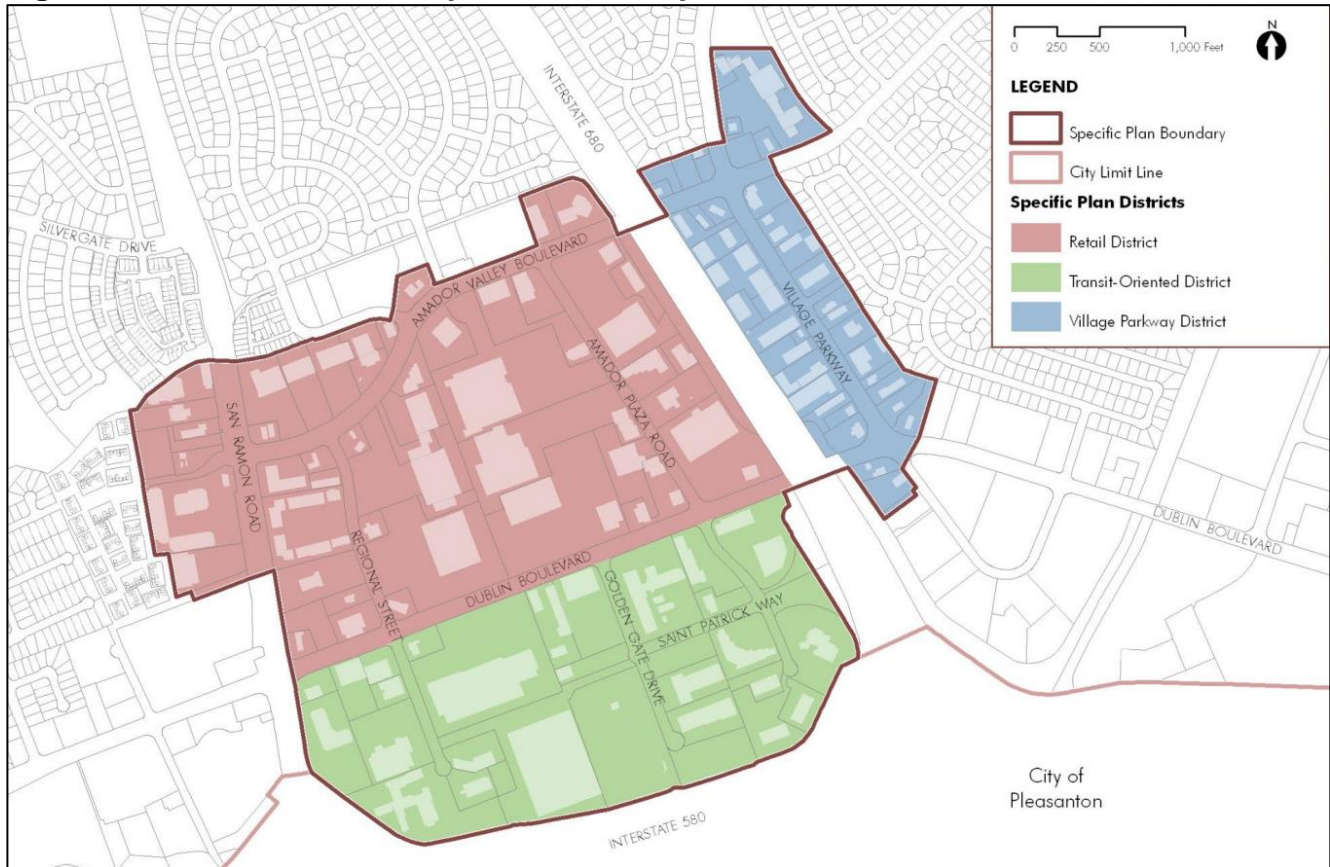 N
0 250 500 1,000 Feet
LEGEND
Specific Plan Boundary
City Limit Line
Specific Plan Districts
Retail District
Transit-Oriented District
Village Parkway District
INTERSTATE 680
SILVERGATE DRIVE
AMADOR VALLEY BOULEVARD
VILLAGE PARKWAY
AMADOR PLAZA ROAD
SAN RAMON ROAD
REGIONAL STREET
DUBLIN BOULEVARD
DUBLIN BOULEVARD
GOLDEN GATE DRIVE
SAINT PATRICK WAY
City of
Pleasanton
INTERSTATE 580